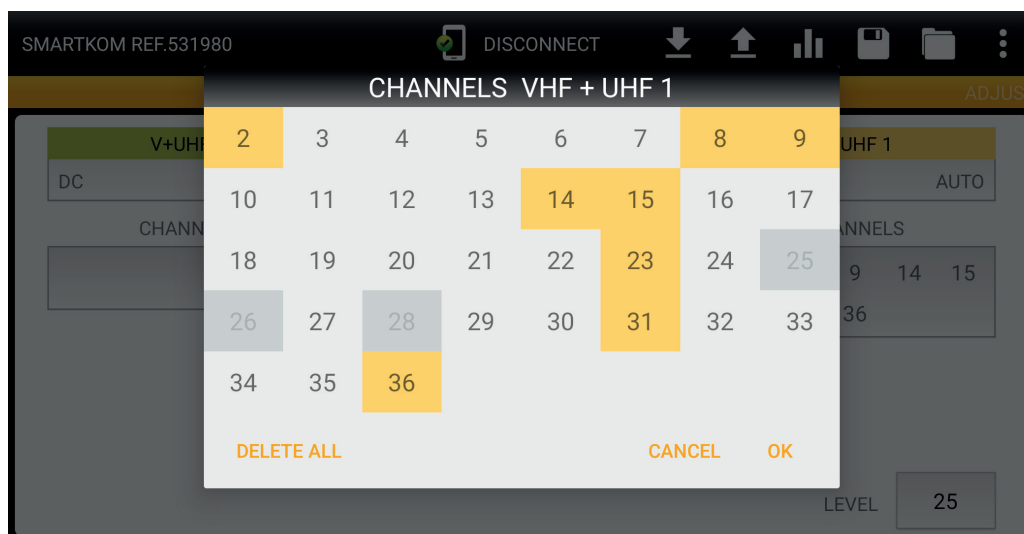 SMARTKOM REF.531980 DISCONNECT
ADJUS
CHANNELS VHF + UHF 1
V+UHF UHF 1
DC AUTO
CHANN ANNELS
2 3 4 5 6 7 8 9
10 11 12 13 14 15 16 17
18 19 20 21 22 23 24 25
9 14 15
26 27 28 29 30 31 32 33
36
34 35 36
DELETE ALL CANCEL OK
LEVEL 25